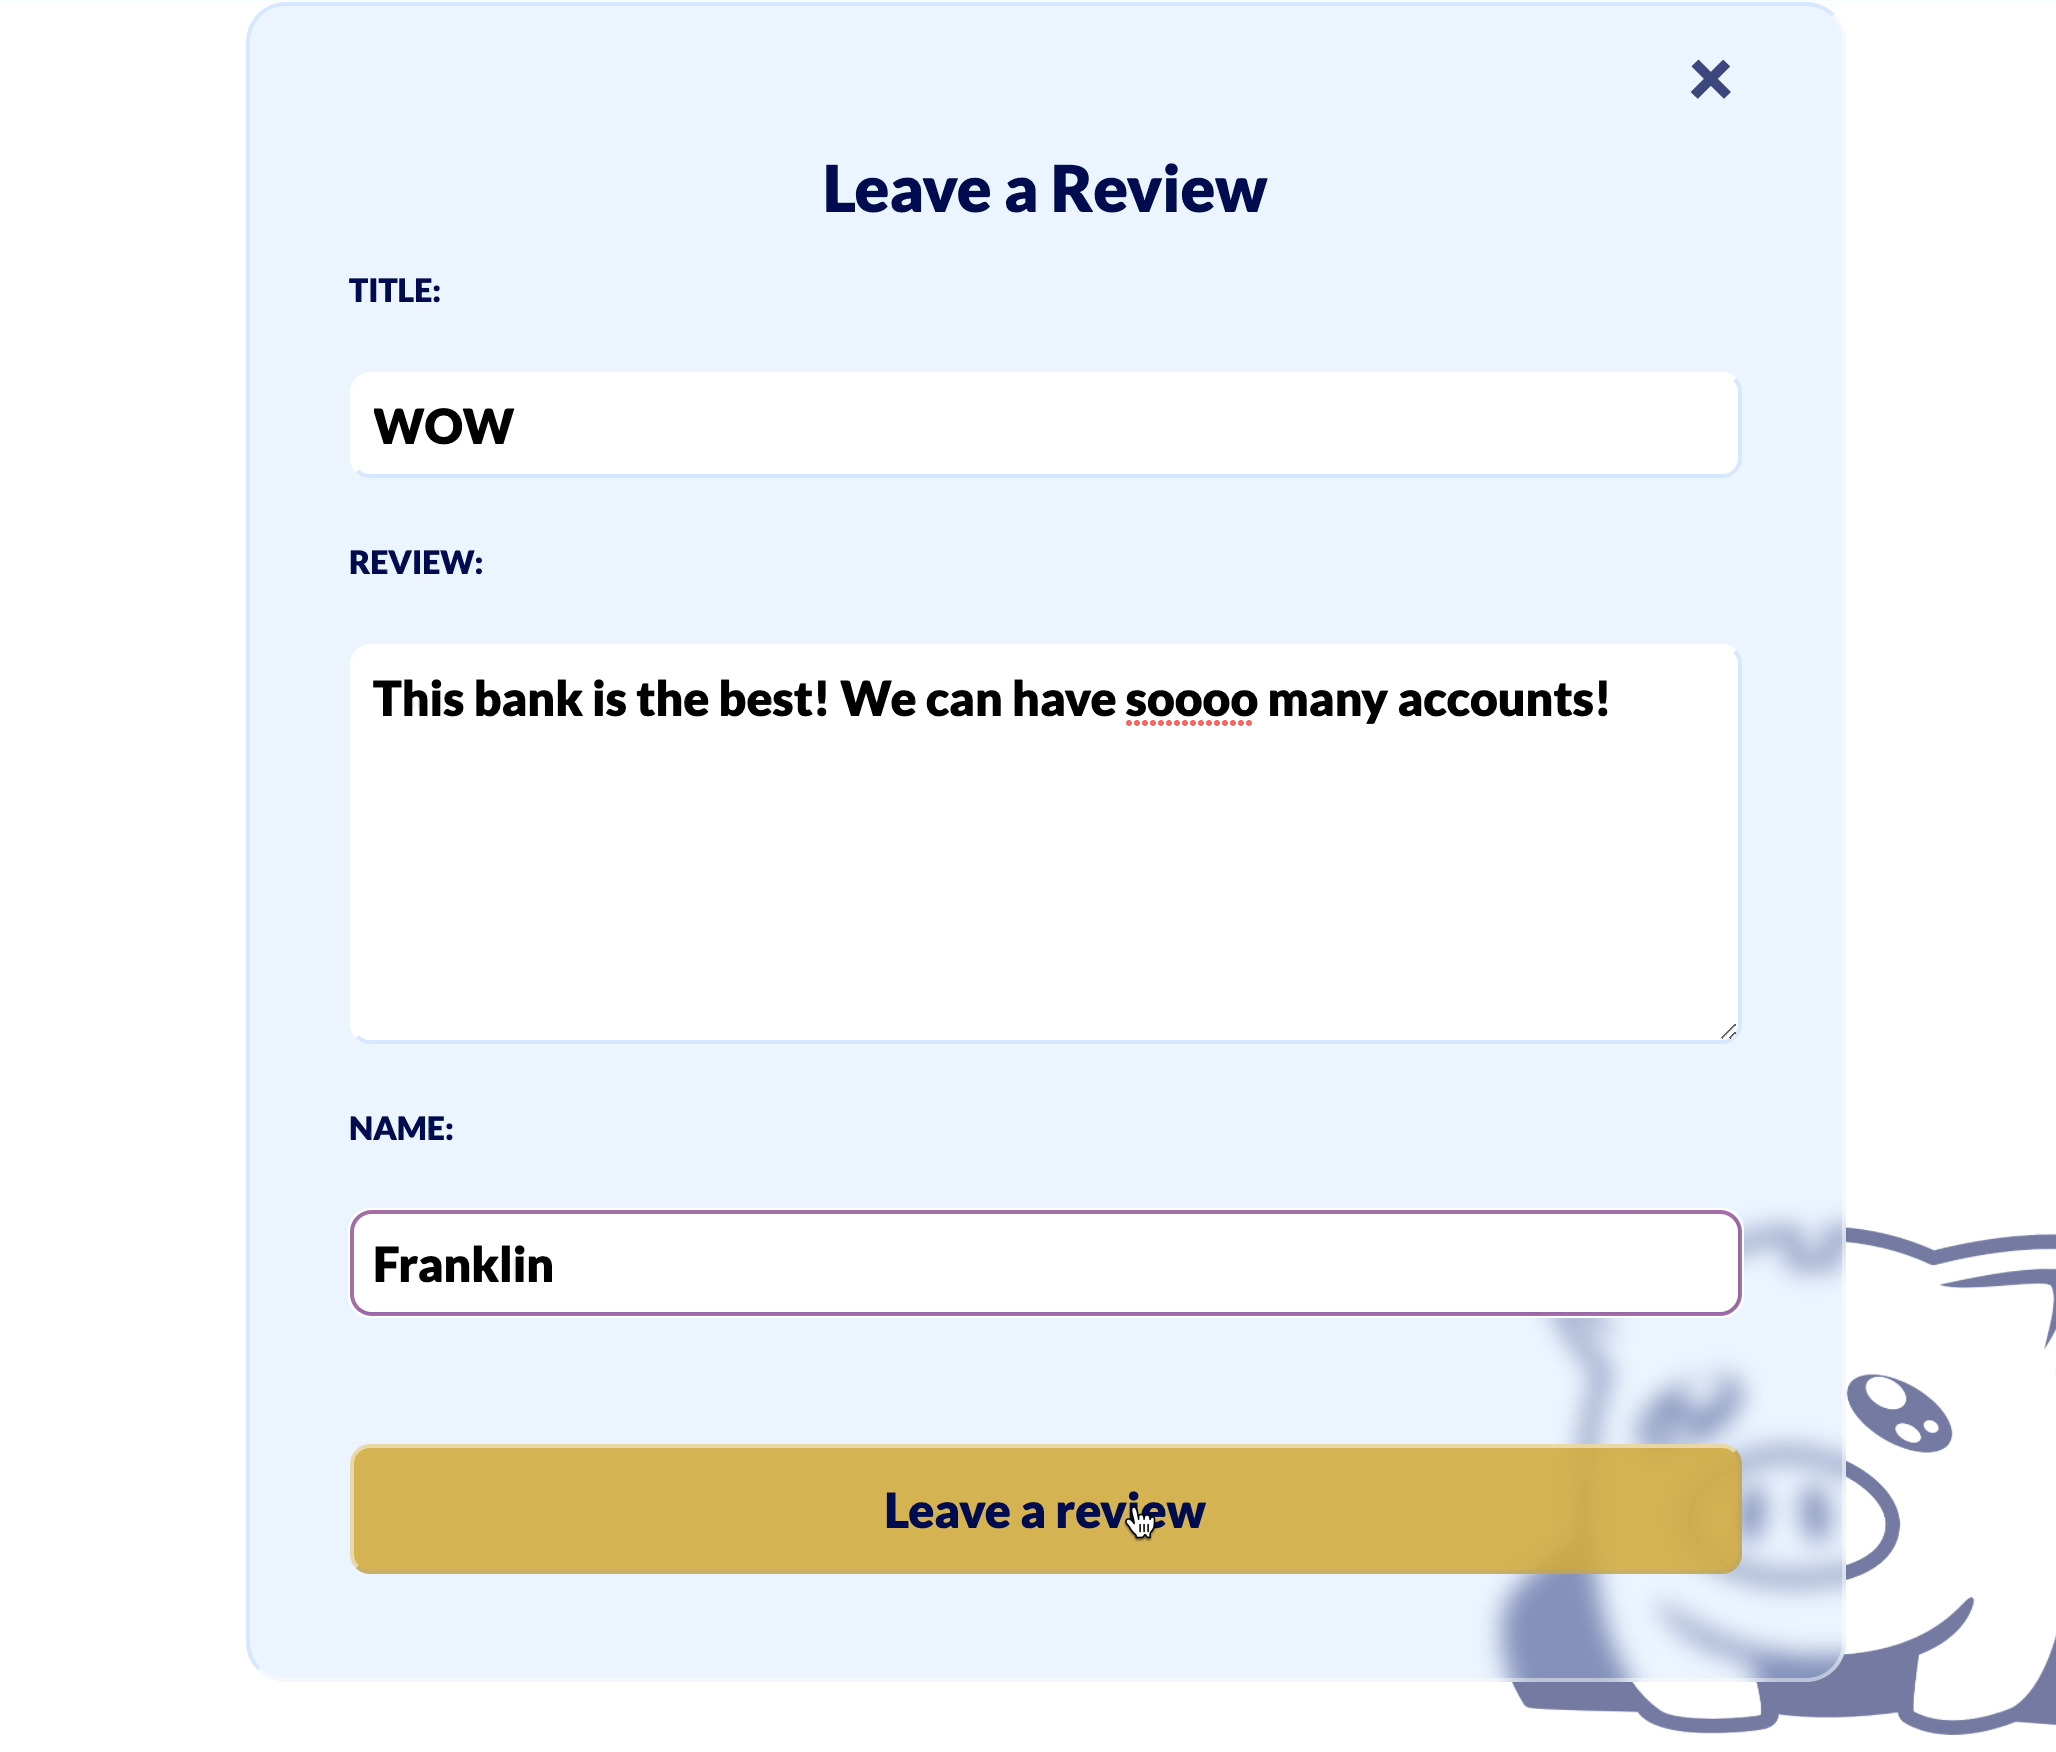 Leave a Review
TITLE:
WOW
REVIEW:
This bank is the best! We can have soooo many accounts!
NAME:
Franklin
Leave a review